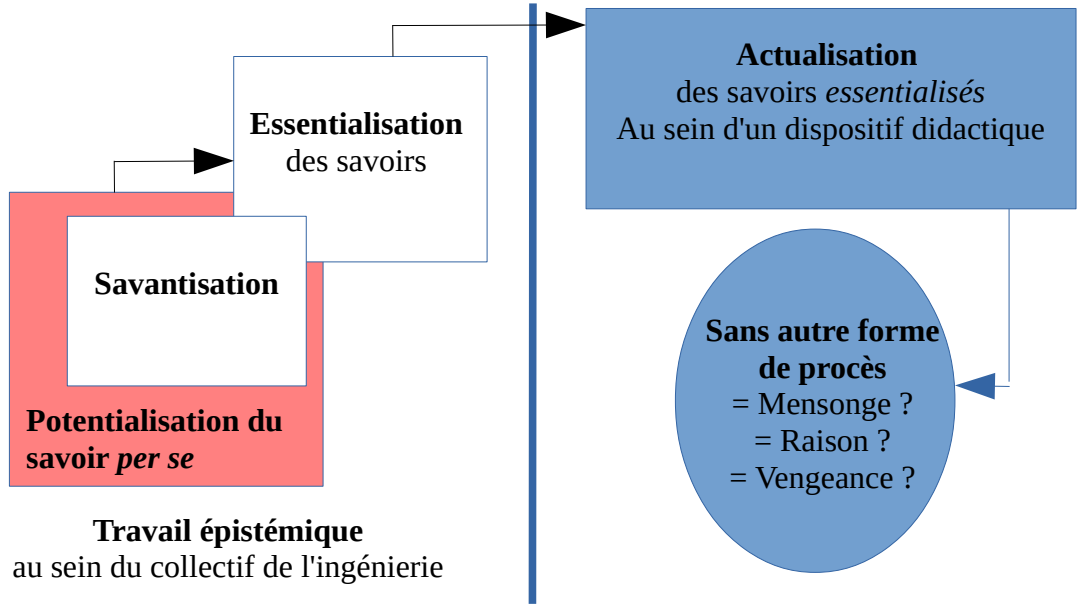 Essentialisation
des savoirs
Savantisation
Potentialisation du
savoir per se
Travail épistémique
au sein du collectif de l'ingénierie
Actualisation
des savoirs essentialisés
Au sein d'un dispositif didactique
Sans autre forme
de procès
= Mensonge ?
= Raison ?
= Vengeance ?